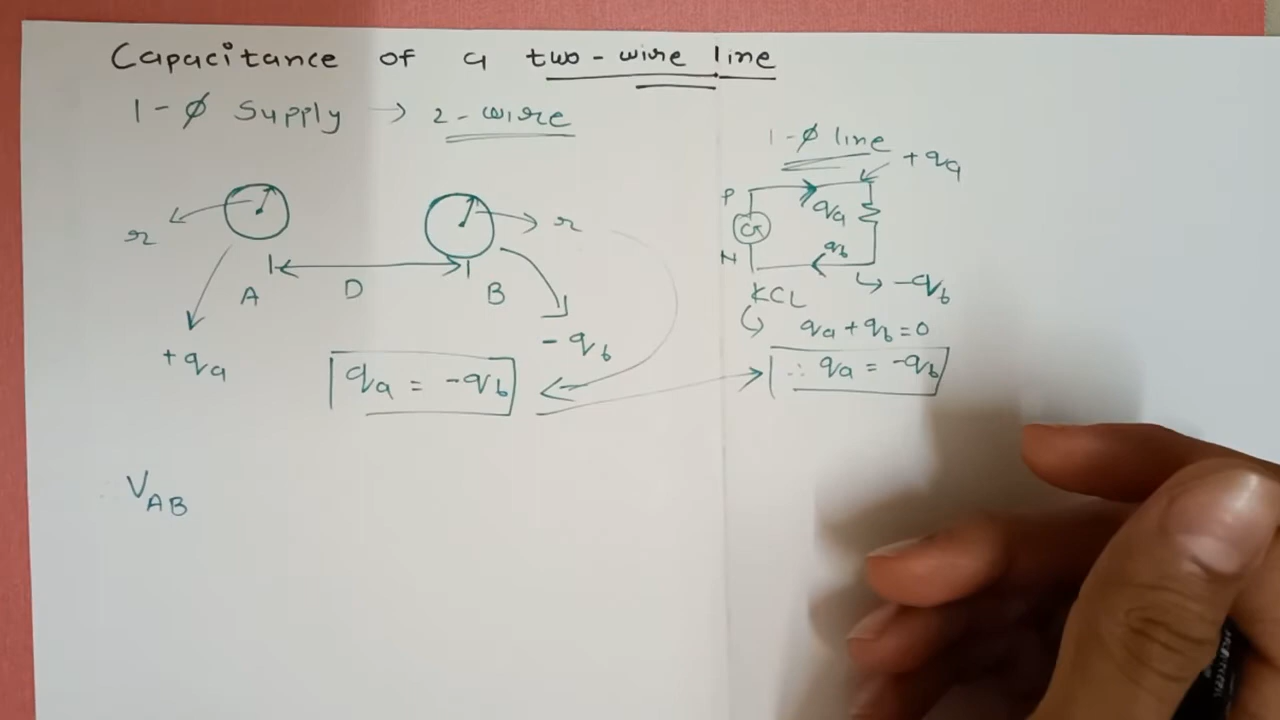 Capacitance of a two-wire line
1-φ Supply → 2-wire
1-φ line
+qa
P
qa
r
r
qb
N
-qb
A
D
B
KCL
qa + qb = 0
+qa
-qb
qa = -qb
∴ qa = -qb
VAB